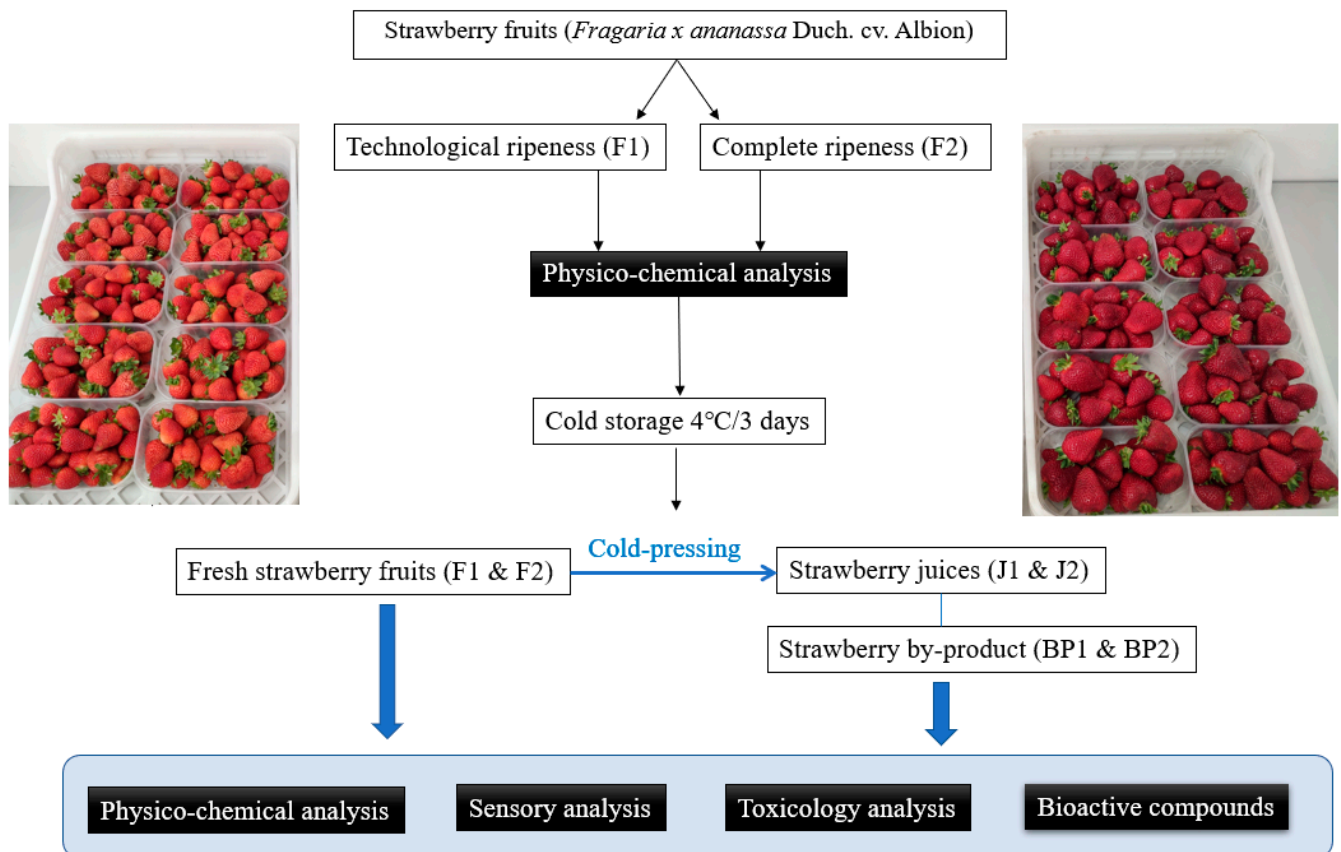 Strawberry fruits (Fragaria x ananassa Duch. cv. Albion)
Technological ripeness (F1)
Complete ripeness (F2)
Physico-chemical analysis
Cold storage 4°C/3 days
Cold-pressing
Fresh strawberry fruits (F1 & F2)
Strawberry juices (J1 & J2)
Strawberry by-product (BP1 & BP2)
Physico-chemical analysis
Sensory analysis
Toxicology analysis
Bioactive compounds